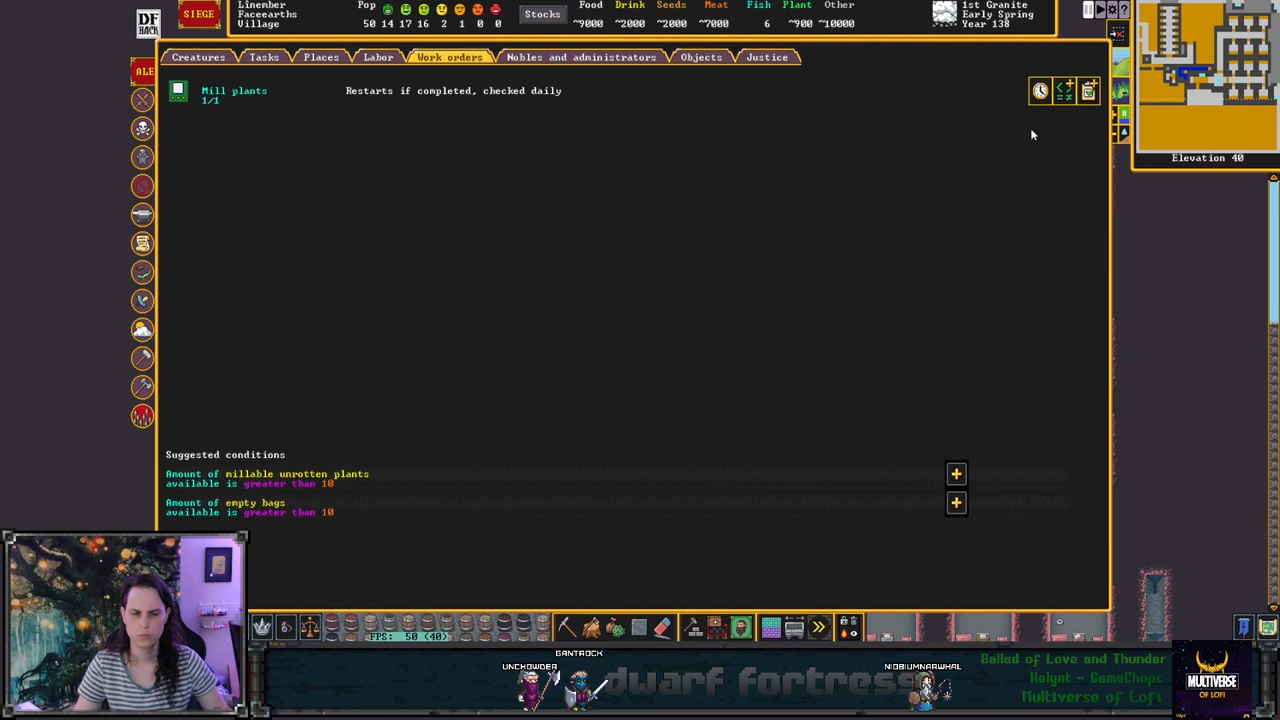 DF
HACK
SIEGE
Linember
Faceearths
Village
Pop
50 14 17 16 2 1 0 0
Stocks
Food Drink Seeds Meat Fish Plant Other
~9000 ~2000 ~2000 ~7000 6 ~900 ~10000
1st Granite
Early Spring
Year 138
Elevation 40
Creatures Tasks Places Labor Work orders Nobles and administrators Objects Justice
ALE
Mill plants
1/1
Restarts if completed, checked daily
Suggested conditions
Amount of millable unrotten plants
available is greater than 10
Amount of empty bags
available is greater than 10
FPS: 50 (40)
GANTROCK
UNCHOWDER
NIOBIUMNARWHAL
dwarf fortress
Ballad of Love and Thunder
Helynt - GameChops
Multiverse of Lofi
MULTIVERSE
OF LOFI